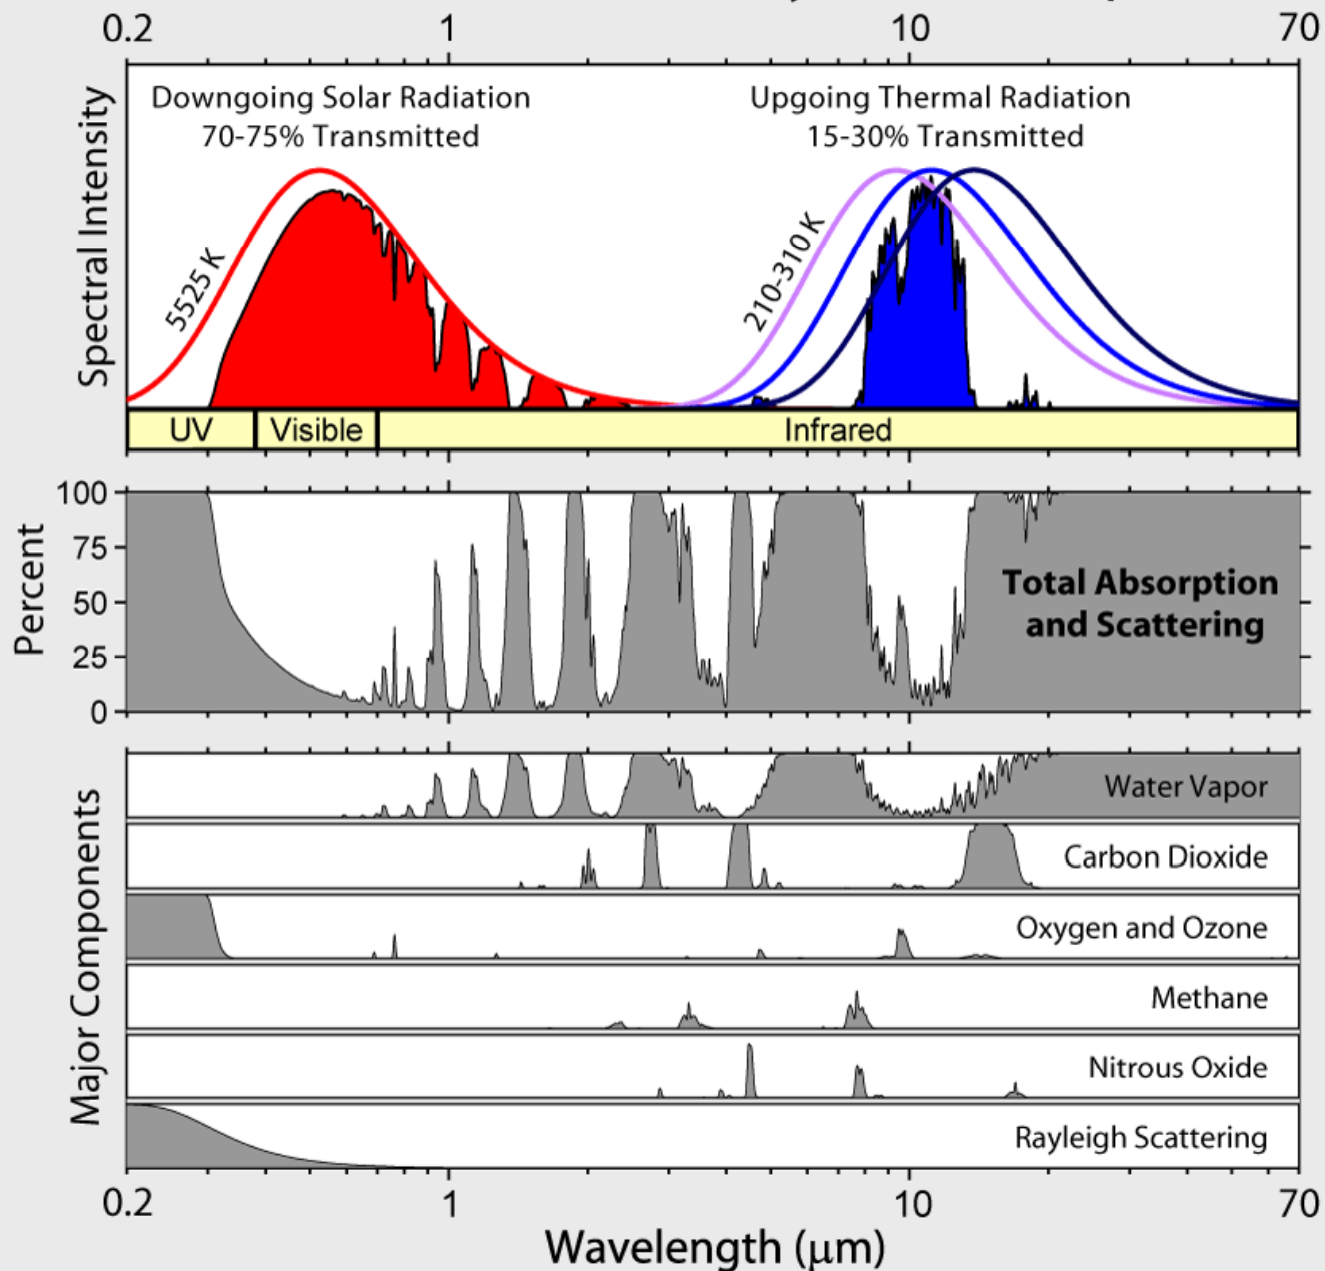 0.2 1 10 70
Downgoing Solar Radiation
70-75% Transmitted
Upgoing Thermal Radiation
15-30% Transmitted
Spectral Intensity
5525 K
210-310 K
UV Visible Infrared
Percent
100
75
50
25
0
Total Absorption
and Scattering
Major Components
Water Vapor
Carbon Dioxide
Oxygen and Ozone
Methane
Nitrous Oxide
Rayleigh Scattering
0.2 1 10 70
Wavelength (μm)